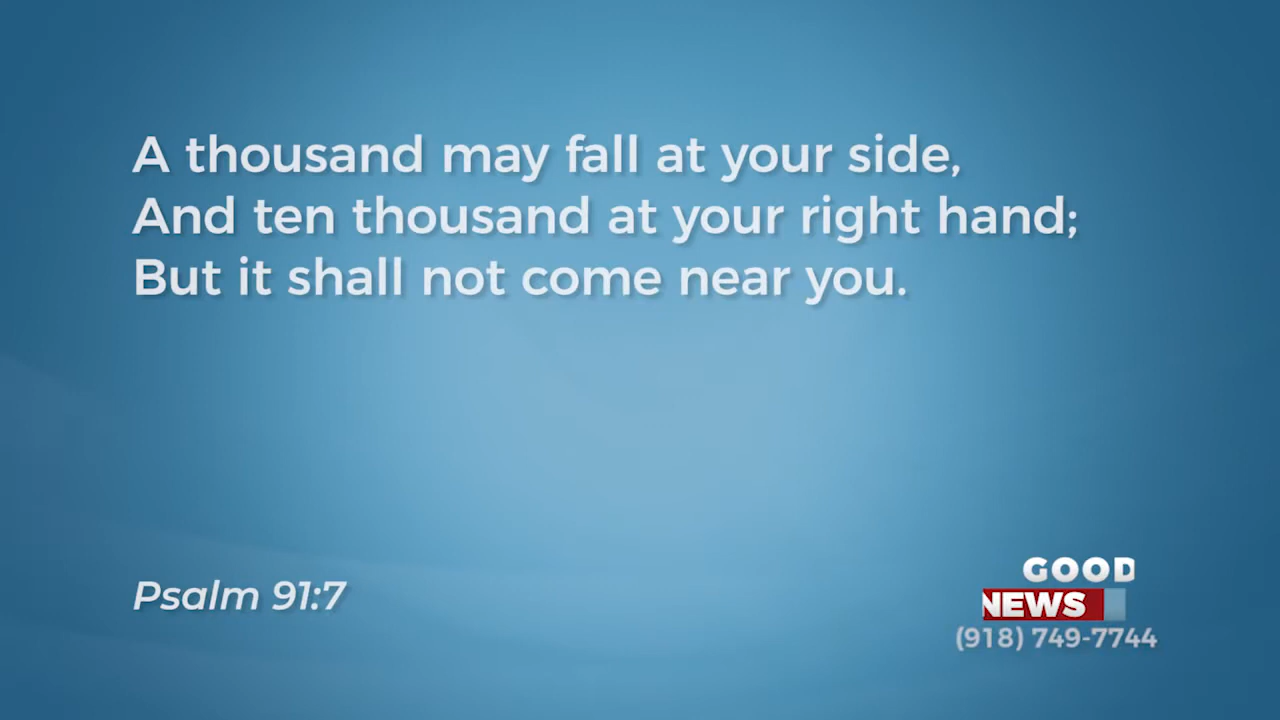 A thousand may fall at your side,
And ten thousand at your right hand;
But it shall not come near you.
Psalm 91:7
GOOD
NEWS
(918) 749-7744